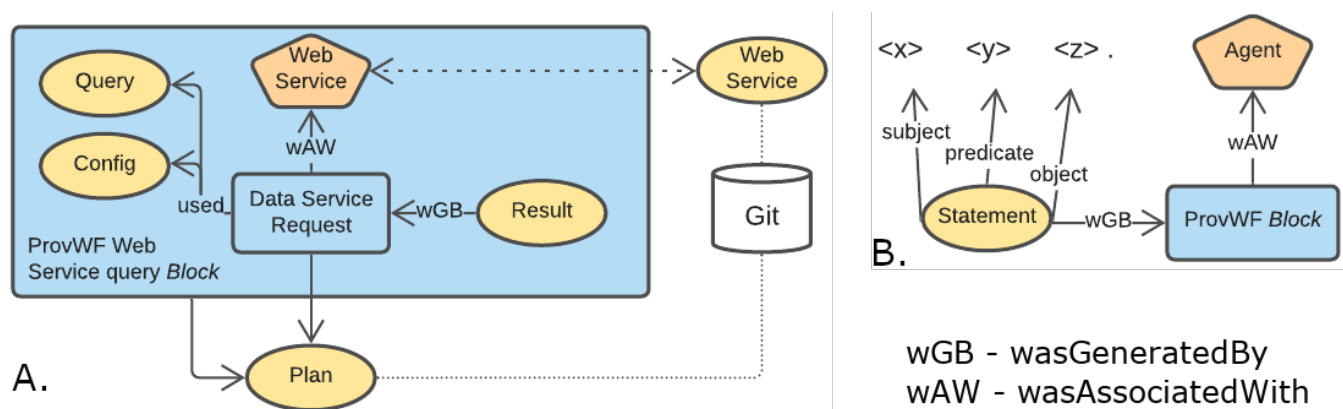 Query
Config
Web
Service
wAW
used
Data Service
Request
wGB
Result
ProvWF Web
Service query Block
Plan
A.
Web
Service
Git
<x> <y> <z> .
Agent
subject
predicate
object
wAW
Statement
wGB
ProvWF Block
B.
wGB - wasGeneratedBy
wAW - wasAssociatedWith